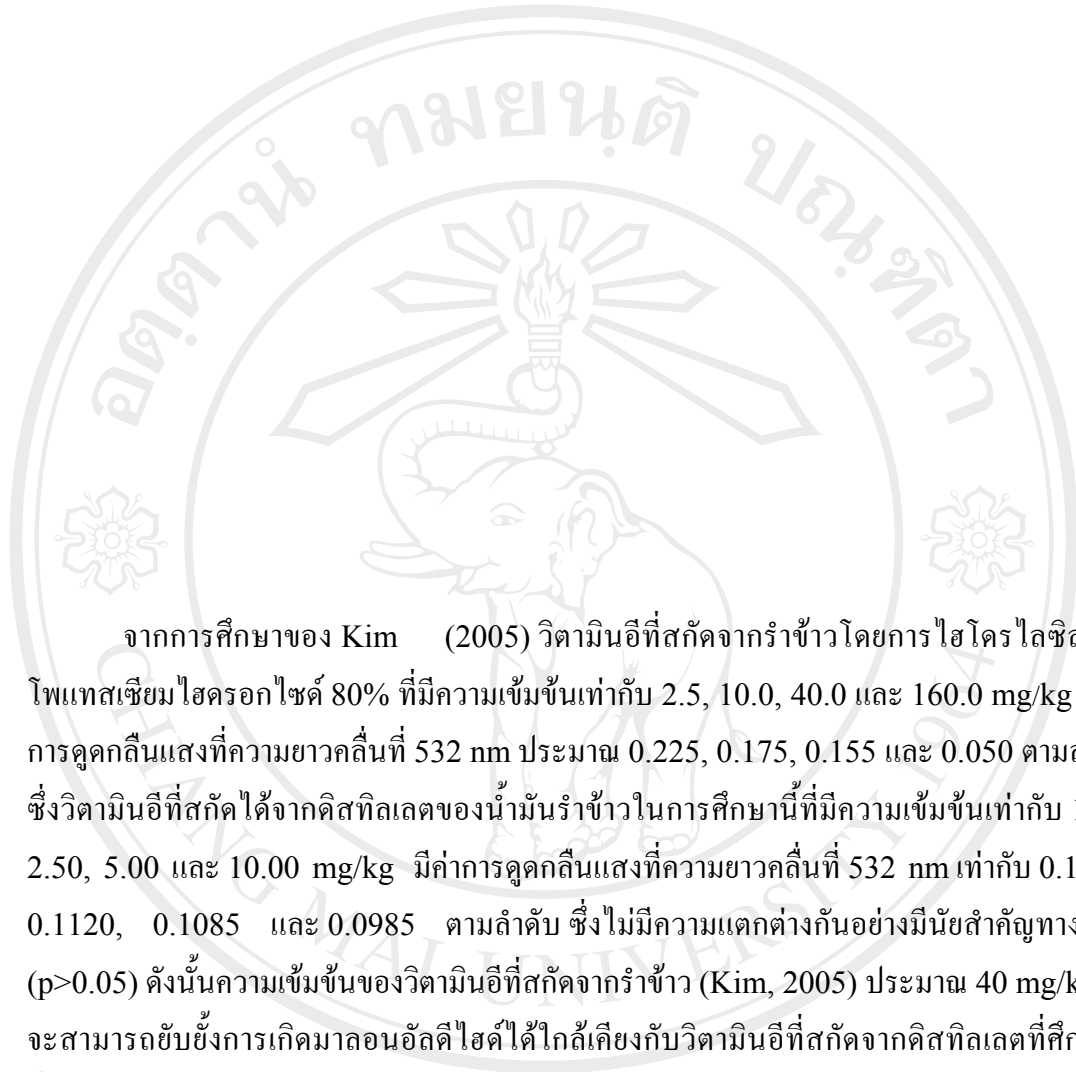 อตฺตานํ ทมยนฺติ ปณฺฑิตา
จากการศึกษาของ Kim (2005) วิตามินอีที่สกัดจากรำข้าวโดยการไฮโดรไลซิส
โพแทสเซียมไฮดรอกไซด์ 80% ที่มีความเข้มข้นเท่ากับ 2.5, 10.0, 40.0 และ 160.0 mg/kg
การดูดกลืนแสงที่ความยาวคลื่นที่ 532 nm ประมาณ 0.225, 0.175, 0.155 และ 0.050
ซึ่งวิตามินอีที่สกัดได้จากดิสทิลเลตของน้ำมันรำข้าวในการศึกษานี้ที่มีความเข้มข้นเท่ากับ
2.50, 5.00 และ 10.00 mg/kg มีค่าการดูดกลืนแสงที่ความยาวคลื่นที่ 532 nm เท่ากับ 0.1
0.1120, 0.1085 และ 0.0985 ตามลำดับ ซึ่งไม่มีความแตกต่างกันอย่างมีนัยสำคัญทาง
(p>0.05) ดังนั้นความเข้มข้นของวิตามินอีที่สกัดจากรำข้าว (Kim, 2005) ประมาณ 40
จะสามารถยับยั้งการเกิดมาลอนอัลดีไฮด์ได้ใกล้เคียงกับวิตามินอีที่สกัดจากดิสทิลเลต
CHIANG MAI UNIVERSITY 1964